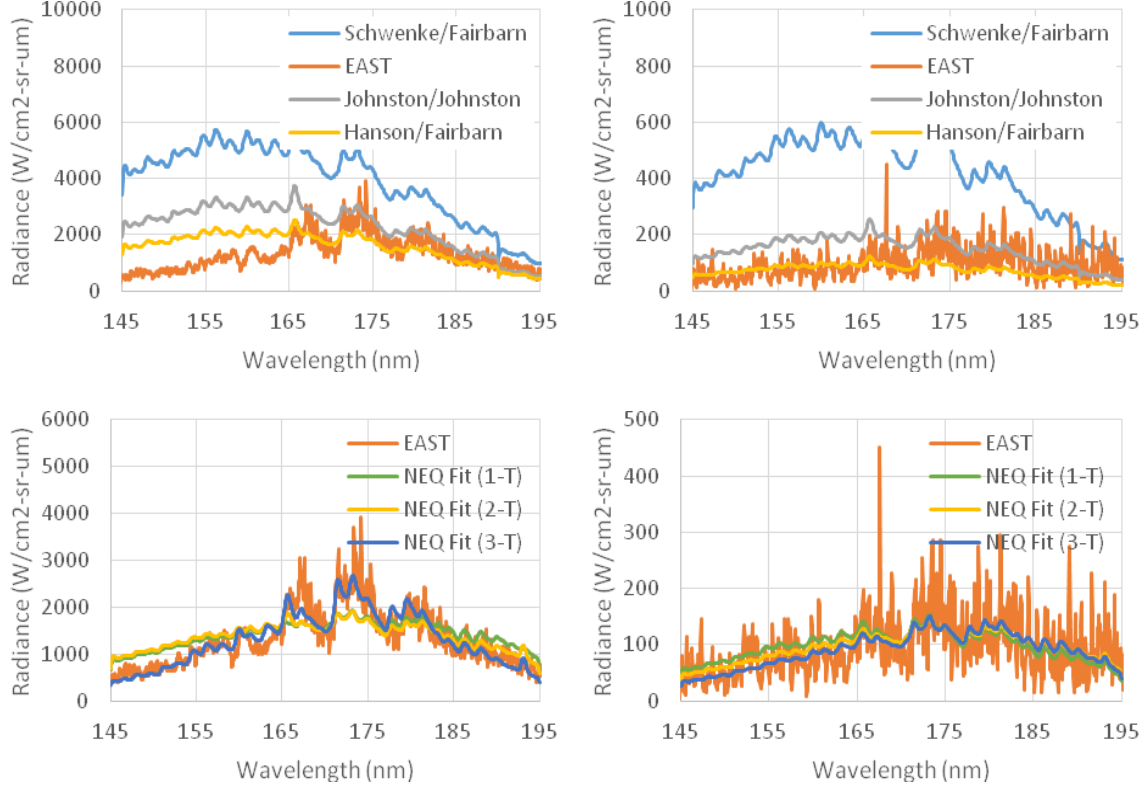 Radiance (W/cm2-sr-um)
10000
8000
6000
4000
2000
0
Schwenke/Fairbarn
EAST
Johnston/Johnston
Hanson/Fairbarn
145 155 165 175 185 195
Wavelength (nm)
Radiance (W/cm2-sr-um)
1000
800
600
400
200
0
Schwenke/Fairbarn
EAST
Johnston/Johnston
Hanson/Fairbarn
145 155 165 175 185 195
Wavelength (nm)
Radiance (W/cm2-sr-um)
6000
5000
4000
3000
2000
1000
0
EAST
NEQ Fit (1-T)
NEQ Fit (2-T)
NEQ Fit (3-T)
145 155 165 175 185 195
Wavelength (nm)
Radiance (W/cm2-sr-um)
500
400
300
200
100
0
EAST
NEQ Fit (1-T)
NEQ Fit (2-T)
NEQ Fit (3-T)
145 155 165 175 185 195
Wavelength (nm)